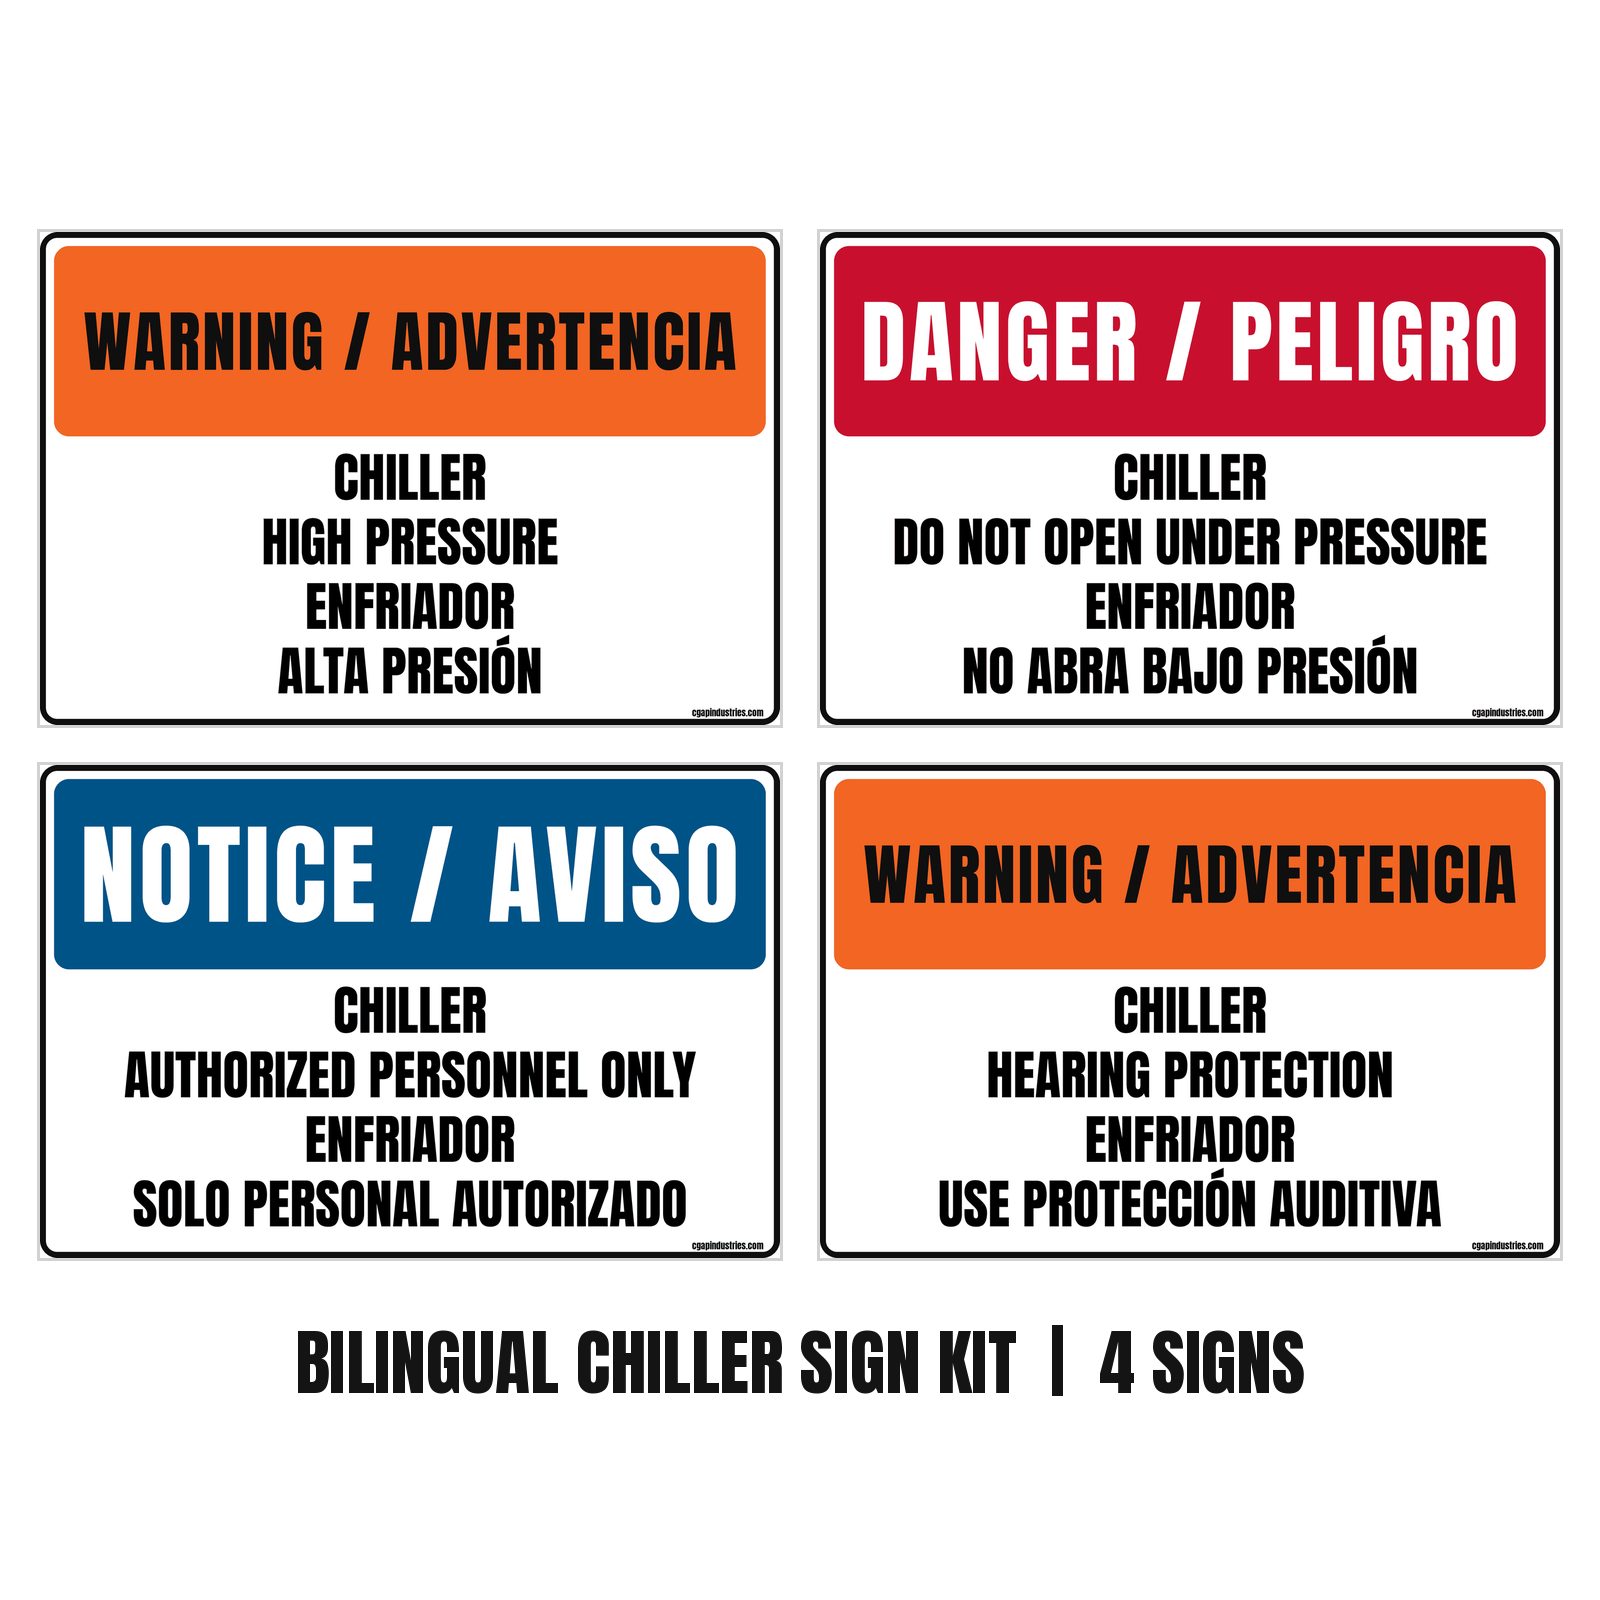 WARNING / ADVERTENCIA
CHILLER
HIGH PRESSURE
ENFRIADOR
ALTA PRESIÓN
cgapindustries.com
DANGER / PELIGRO
CHILLER
DO NOT OPEN UNDER PRESSURE
ENFRIADOR
NO ABRA BAJO PRESIÓN
cgapindustries.com
NOTICE / AVISO
CHILLER
AUTHORIZED PERSONNEL ONLY
ENFRIADOR
SOLO PERSONAL AUTORIZADO
cgapindustries.com
WARNING / ADVERTENCIA
CHILLER
HEARING PROTECTION
ENFRIADOR
USE PROTECCIÓN AUDITIVA
cgapindustries.com
BILINGUAL CHILLER SIGN KIT | 4 SIGNS